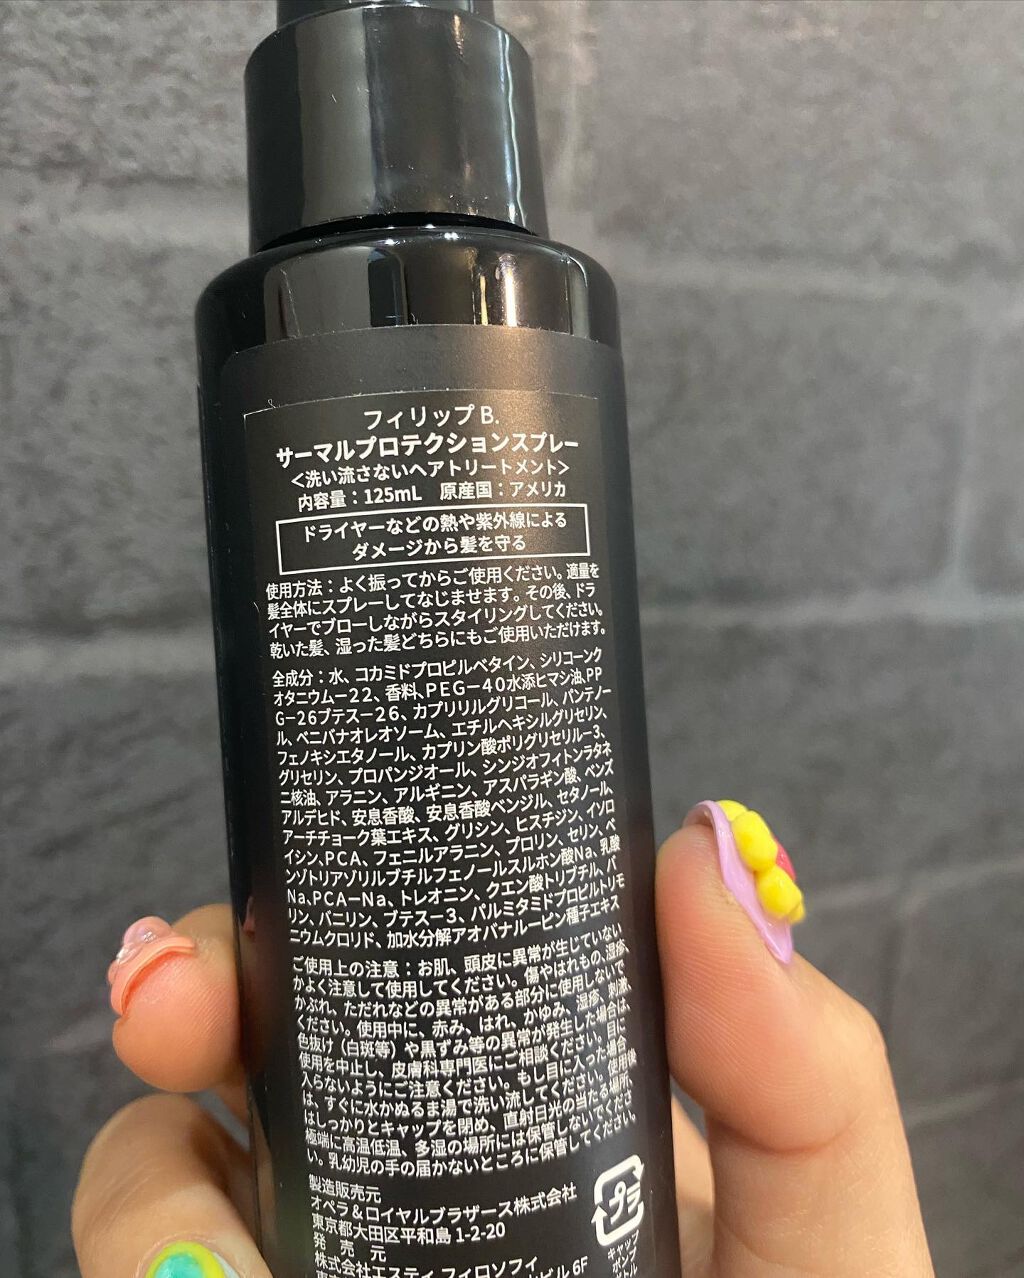 フィリップ B.
サーマルプロテクションスプレー
<洗い流さないヘアトリートメント>
内容量：125mL　原産国：アメリカ
ドライヤーなどの熱や紫外線による
ダメージから髪を守る
使用方法：よく振ってからご使用ください。適量を
髪全体にスプレーしてなじませます。その後、ドラ
イヤーでブローしながらスタイリングしてください。
乾いた髪、湿った髪どちらにもご使用いただけます。
全成分：水、コカミドプロピルベタイン、シリコーンク
オタニウムー22、香料、PEG－40水添ヒマシ油、PP
G－26ブテス－26、カプリリルグリコール、パンテノー
ル、ベニバナオレオソーム、エチルヘキシルグリセリン、
フェノキシエタノール、カプリン酸ポリグリセリル－3、
グリセリン、プロパンジオール、シンジオフィトンラタネ
ニ核油、アラニン、アルギニン、アスパラギン酸、ベンズ
アルデヒド、安息香酸、安息香酸ベンジル、セタノール、
アーチチョーク葉エキス、グリシン、ヒスチジン、イソロ
イシン、PCA、フェニルアラニン、プロリン、セリン、ベ
ンゾトリアゾリルブチルフェノールスルホン酸Na、乳酸
Na、PCA－Na、トレオニン、クエン酸トリブチル、バ
リン、バニリン、ブテス－3、パルミタミドプロピルトリモ
ニウムクロリド、加水分解アオバナルーピン種子エキス
ご使用上の注意：お肌、頭皮に異常が生じていない
かよく注意して使用してください。傷やはれもの、湿疹、
かぶれ、ただれなどの異常がある部分に使用しないで
ください。使用中に、赤み、はれ、かゆみ、湿疹、刺激、
色抜け（白斑等）や黒ずみ等の異常が発生した場合は、
使用を中止し、皮膚科専門医にご相談ください。目に
入らないようにご注意ください。もし目に入った場合
は、すぐに水かぬるま湯で洗い流してください。使用後
はしっかりとキャップを閉め、直射日光の当たる場所、
極端に高温低温、多湿の場所には保管しないでくださ
い。乳幼児の手の届かないところに保管してください。
製造販売元
オペラ＆ロイヤルブラザース株式会社
東京都大田区平和島 1-2-20
発　売　元
株式会社エスティ フィロソフィ
ビル 6F
プラ
キャップ
ポンプ